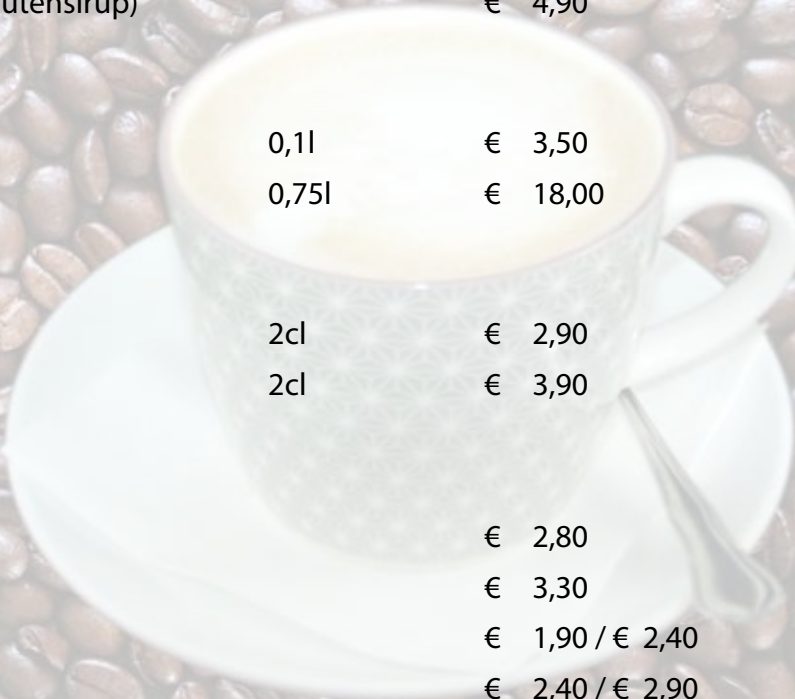 utensirup) € 4,90
0,1l € 3,50
0,75l € 18,00
2cl € 2,90
2cl € 3,90
€ 2,80
€ 3,30
€ 1,90 / € 2,40
€ 2,40 / € 2,90